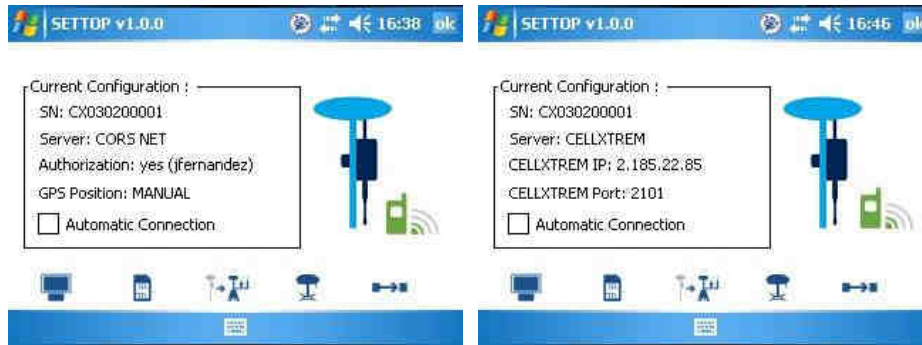 SETTOP v1.0.0 16:38 ok
Current Configuration :
SN: CX030200001
Server: CORS NET
Authorization: yes (jfernandez)
GPS Position: MANUAL
Automatic Connection
SETTOP v1.0.0 16:46 ok
Current Configuration :
SN: CX030200001
Server: CELLXTREM
CELLXTREM IP: 2.185.22.85
CELLXTREM Port: 2101
Automatic Connection